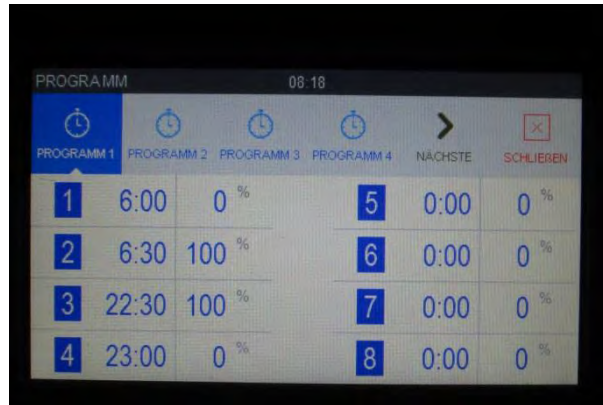 PROGRAMM 08:18
PROGRAMM 1 PROGRAMM 2 PROGRAMM 3 PROGRAMM 4 NÄCHSTE SCHLIEßEN
1 6:00 0 % 5 0:00 0 %
2 6:30 100 % 6 0:00 0 %
3 22:30 100 % 7 0:00 0 %
4 23:00 0 % 8 0:00 0 %